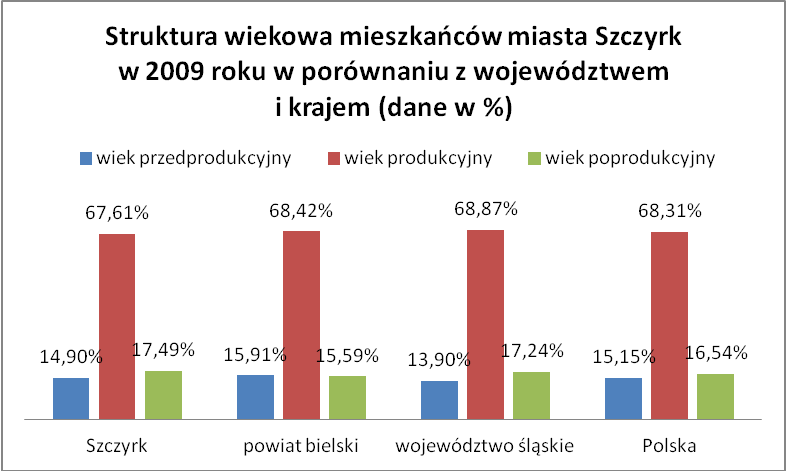 Struktura wiekowa mieszkańców miasta Szczyrk
w 2009 roku w porównaniu z województwem
i krajem (dane w %)
wiek przedprodukcyjny wiek produkcyjny wiek poprodukcyjny
67,61% 68,42% 68,87% 68,31%
14,90% 17,49% 15,91% 15,59% 13,90% 17,24% 15,15% 16,54%
Szczyrk powiat bielski województwo śląskie Polska